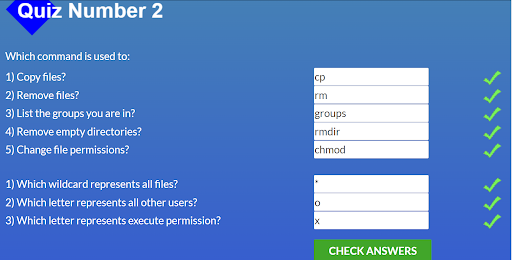 Quiz Number 2
Which command is used to:
1) Copy files? cp
2) Remove files? rm
3) List the groups you are in? groups
4) Remove empty directories? rmdir
5) Change file permissions? chmod
1) Which wildcard represents all files? *
2) Which letter represents all other users? o
3) Which letter represents execute permission? x
CHECK ANSWERS